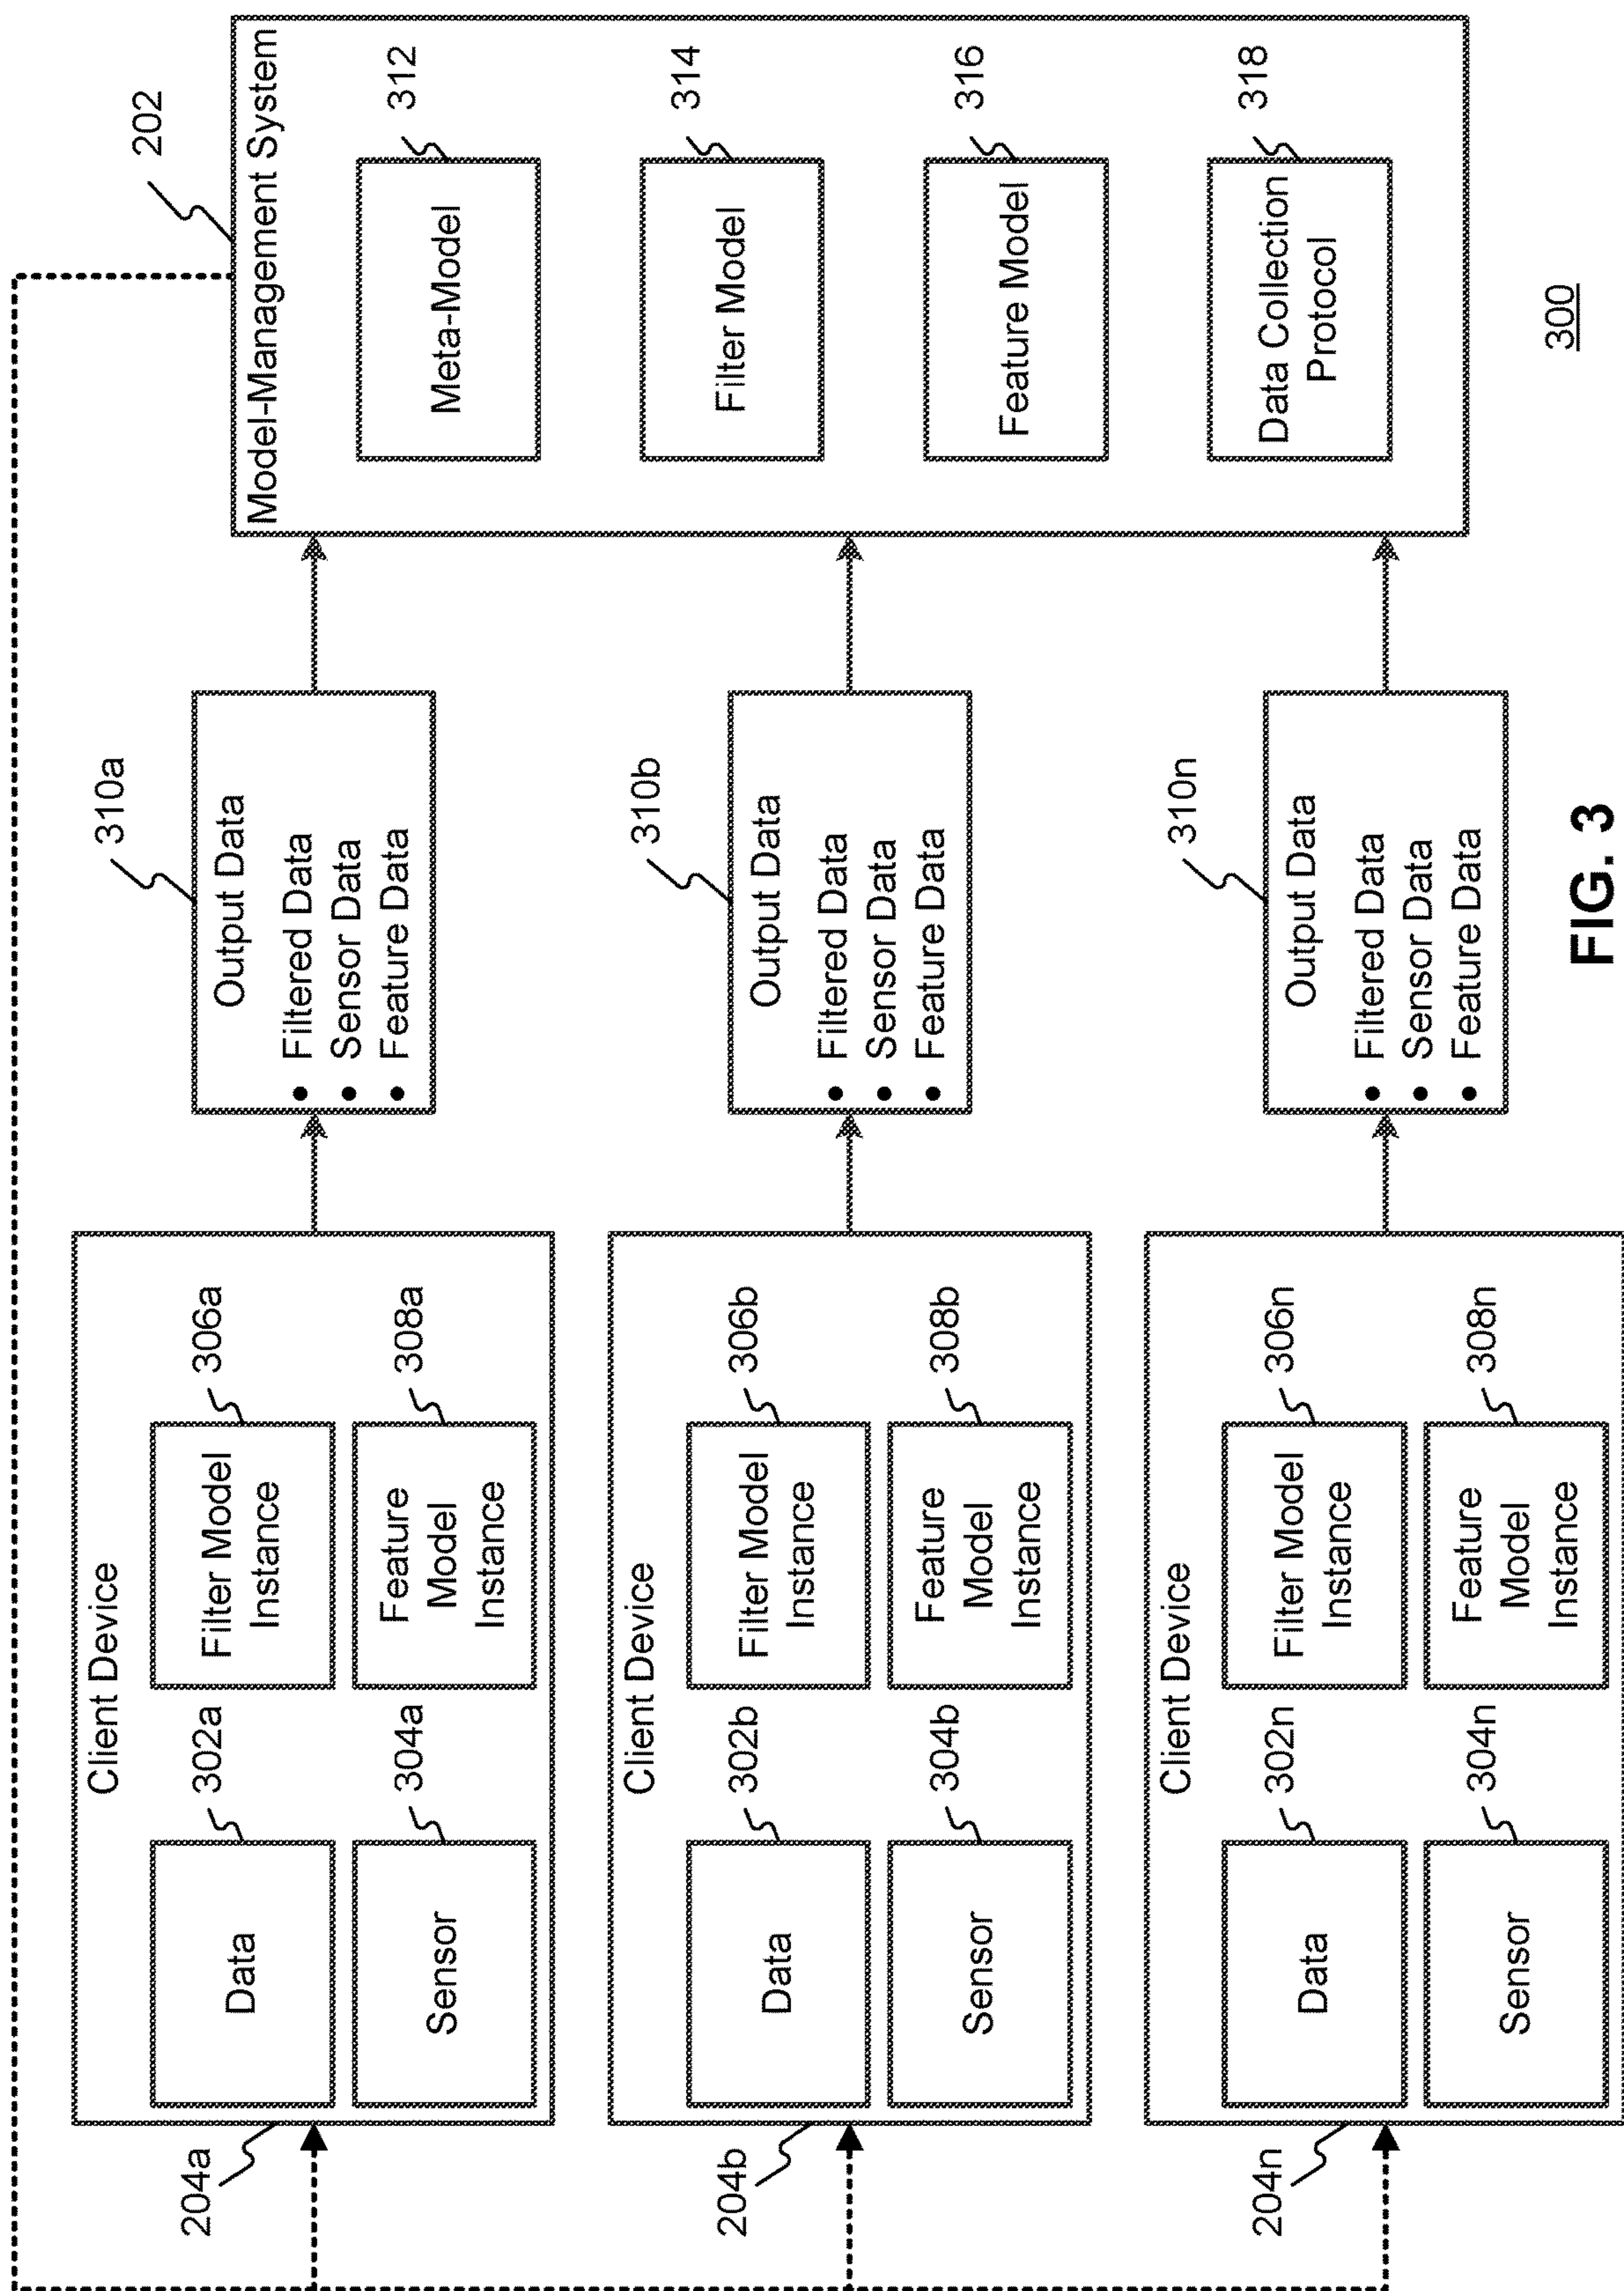 Client Device
204a
Data
302a
Filter Model
Instance
306a
Sensor
304a
Feature
Model
Instance
308a
310a
Output Data
• Filtered Data
• Sensor Data
• Feature Data
Client Device
204b
Data
302b
Filter Model
Instance
306b
Sensor
304b
Feature
Model
Instance
308b
310b
Output Data
• Filtered Data
• Sensor Data
• Feature Data
Client Device
204n
Data
302n
Filter Model
Instance
306n
Sensor
304n
Feature
Model
Instance
308n
310n
Output Data
• Filtered Data
• Sensor Data
• Feature Data
202
Model-Management System
Meta-Model
312
Filter Model
314
Feature Model
316
Data Collection
Protocol
318
300
FIG. 3